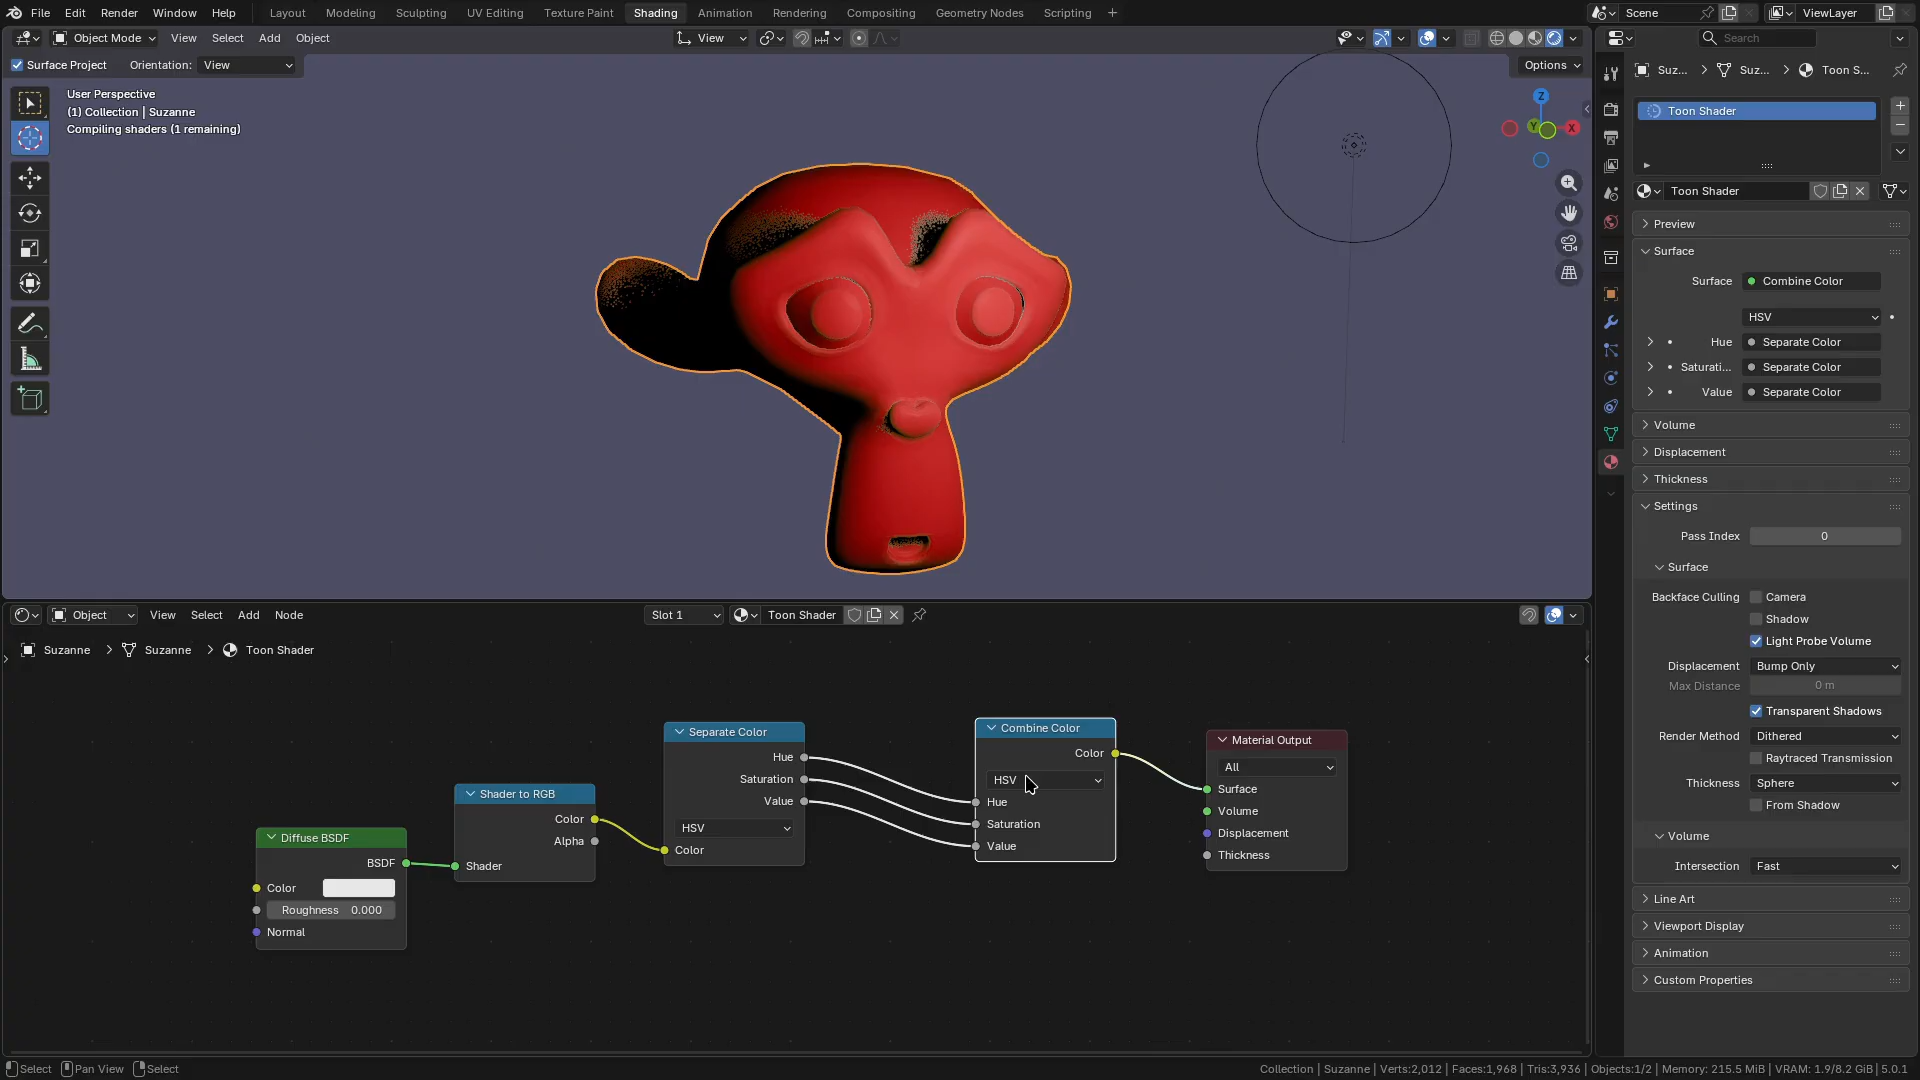 File Edit Render Window Help Layout Modeling Sculpting UV Editing Texture Paint Shading Animation Rendering Compositing Geometry Nodes Scripting + Scene ViewLayer
Object Mode View Select Add Object View Search
Surface Project Orientation: View Options
Suz... Suz... Toon S...
User Perspective
(1) Collection | Suzanne
Compiling shaders (1 remaining)
Z
Y
X
Toon Shader
Toon Shader
Preview
Surface
Surface Combine Color
HSV
Hue Separate Color
Saturati... Separate Color
Value Separate Color
Volume
Displacement
Thickness
Settings
Pass Index 0
Surface
Backface Culling Camera
Shadow
Light Probe Volume
Displacement Bump Only
Max Distance 0 m
Transparent Shadows
Render Method Dithered
Raytraced Transmission
Thickness Sphere
From Shadow
Volume
Intersection Fast
Line Art
Viewport Display
Animation
Custom Properties
Object View Select Add Node Slot 1 Toon Shader
Suzanne Suzanne Toon Shader
Diffuse BSDF
BSDF
Color
Roughness 0.000
Normal
Shader to RGB
Color
Alpha
Shader
Separate Color
Hue
Saturation
Value
HSV
Color
Combine Color
Color
HSV
Hue
Saturation
Value
Material Output
All
Surface
Volume
Displacement
Thickness
Select Pan View Select Collection | Suzanne | Verts:2,012 | Faces:1,968 | Tris:3,936 | Objects:1/2 | Memory: 215.5 MiB | VRAM: 1.9/8.2 GiB | 5.0.1